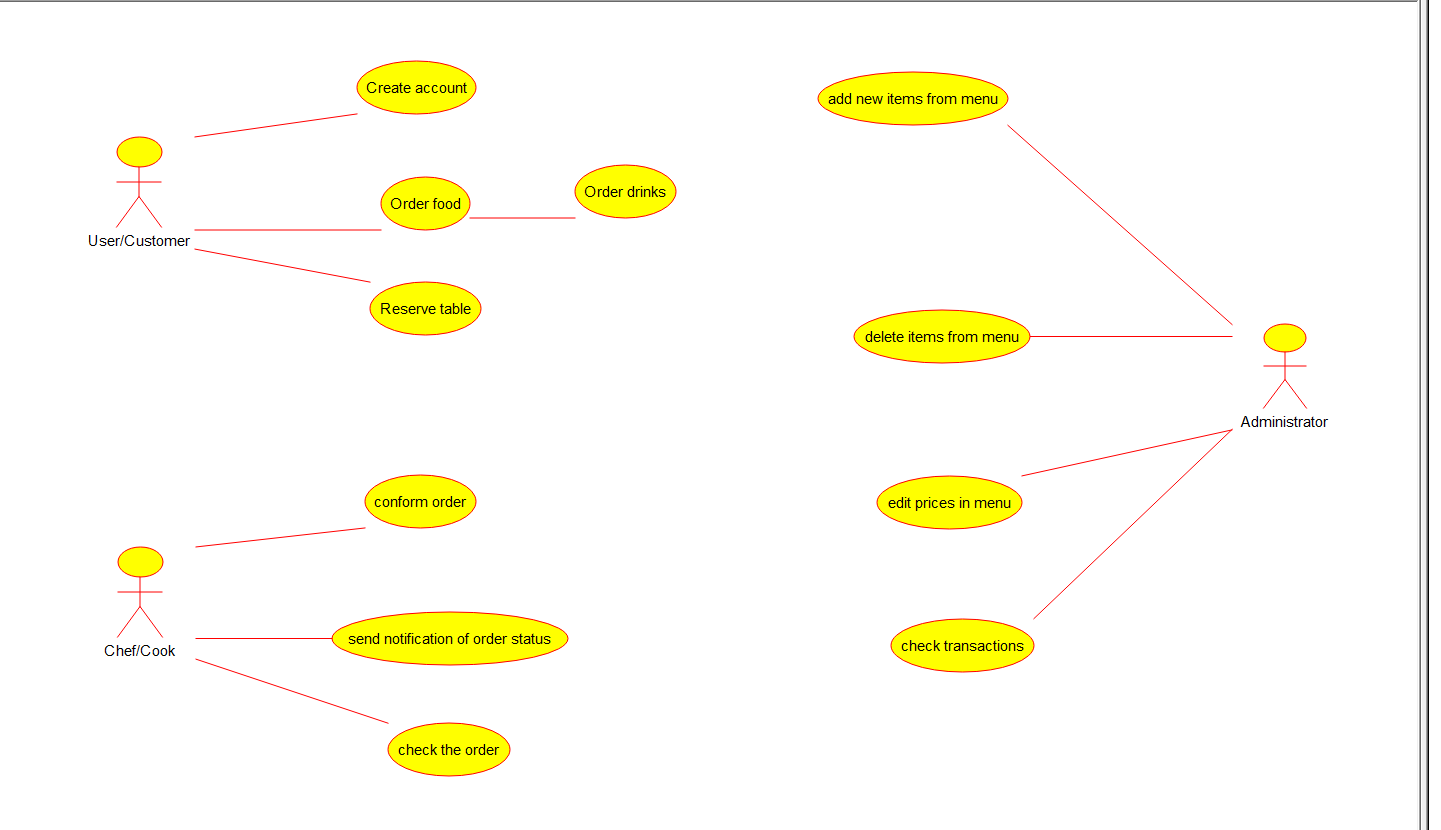 Create account
add new items from menu
Order food
Order drinks
User/Customer
Reserve table
delete items from menu
Administrator
conform order
edit prices in menu
send notification of order status
Chef/Cook
check transactions
check the order